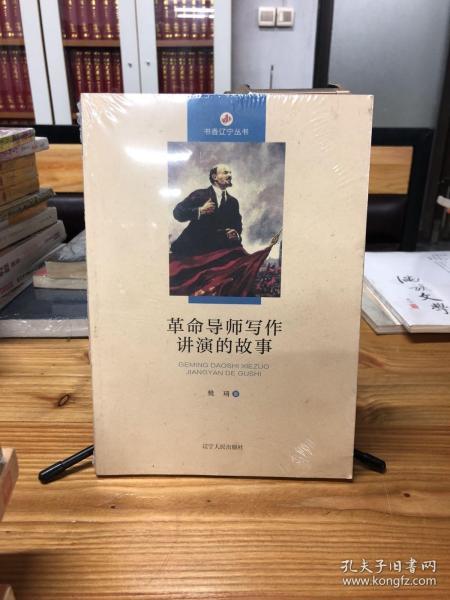 书香辽宁丛书
革命导师写作
讲演的故事
GEMING DAOSHI XIEZUO
JIANGYAN DE GUSHI
辽宁人民出版社
孔夫子旧书网
www.kongfz.com